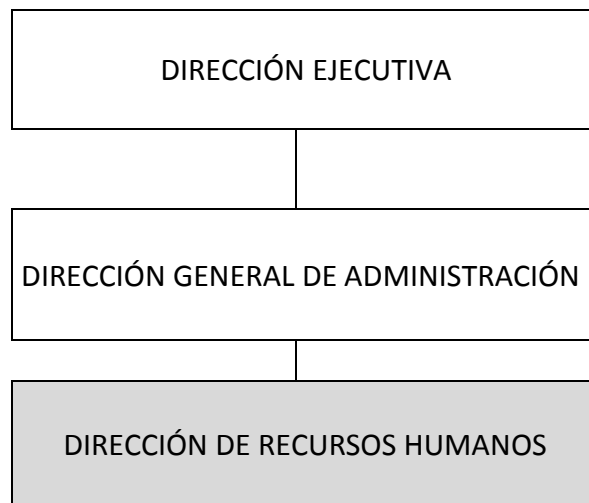 DIRECCIÓN EJECUTIVA
DIRECCIÓN GENERAL DE ADMINISTRACIÓN
DIRECCIÓN DE RECURSOS HUMANOS